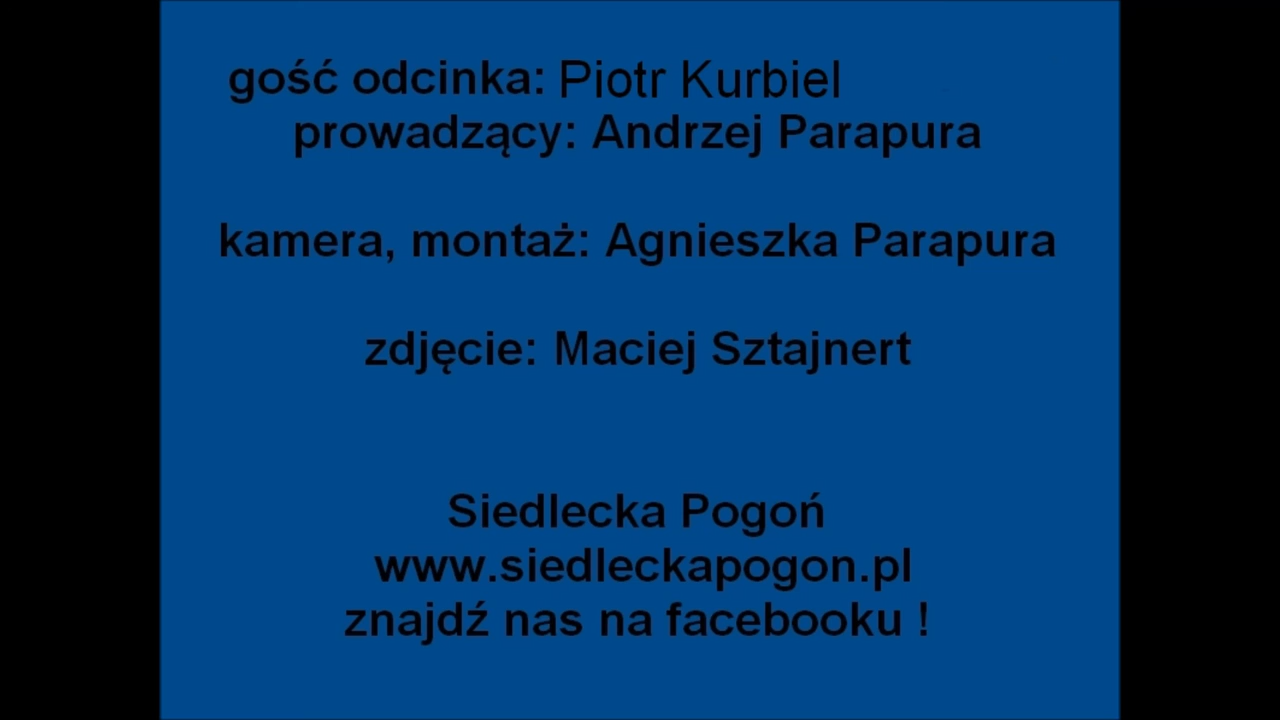 gość odcinka: Piotr Kurbiel
prowadzący: Andrzej Parapura
kamera, montaż: Agnieszka Parapura
zdjęcie: Maciej Sztajnert
Siedlecka Pogoń
www.siedleckapogon.pl
znajdź nas na facebooku !